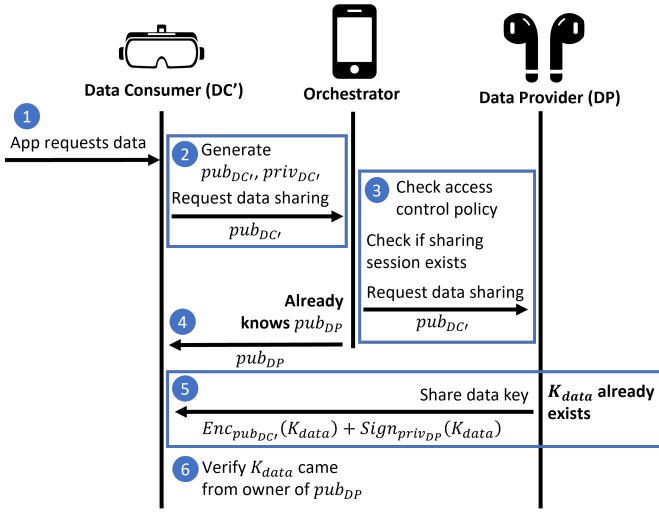 Data Consumer (DC′)
Orchestrator
Data Provider (DP)
1
App requests data
2
Generate
pub_DC′, priv_DC′
Request data sharing
pub_DC′
3
Check access
control policy
Check if sharing
session exists
Request data sharing
pub_DC′
4
Already
knows pub_DP
pub_DP
5
Share data key
K_data already
exists
Enc_pub_DC′(K_data) + Sign_priv_DP(K_data)
6
Verify K_data came
from owner of pub_DP